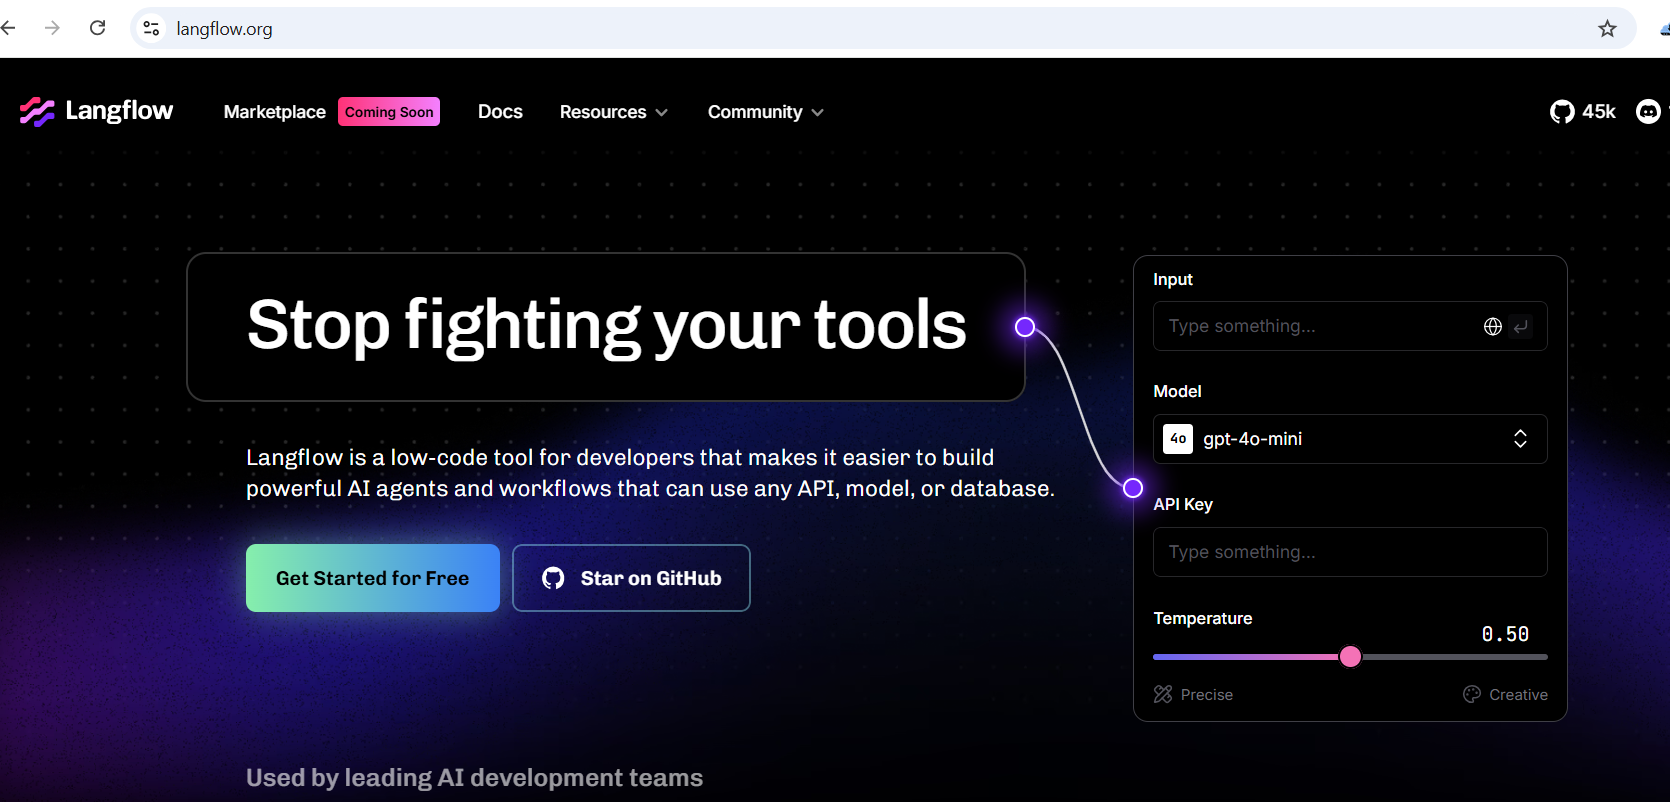 langflow.org
Langflow
Marketplace Coming Soon Docs Resources Community
45k
Stop fighting your tools
Langflow is a low-code tool for developers that makes it easier to build
powerful AI agents and workflows that can use any API, model, or database.
Get Started for Free
Star on GitHub
Input
Type something...
Model
4o gpt-4o-mini
API Key
Type something...
Temperature
0.50
Precise Creative
Used by leading AI development teams